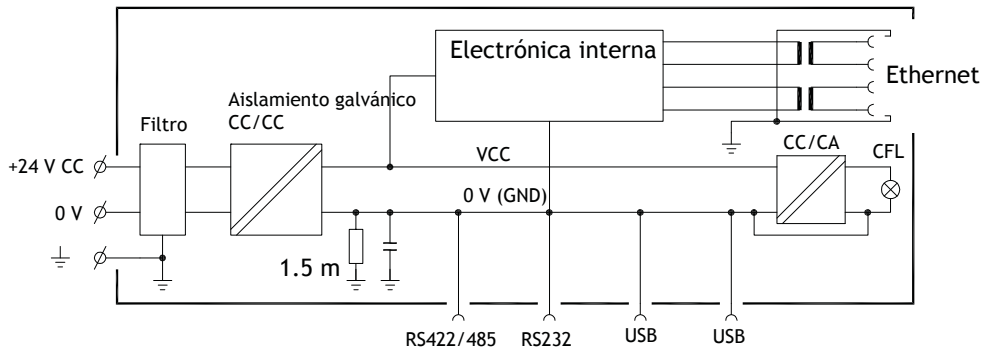 Electrónica interna
Ethernet
Aislamiento galvánico
CC/CC
Filtro
CC/CA
CFL
+24 V CC
VCC
0 V
0 V (GND)
1.5 m
RS422/485
RS232
USB
USB